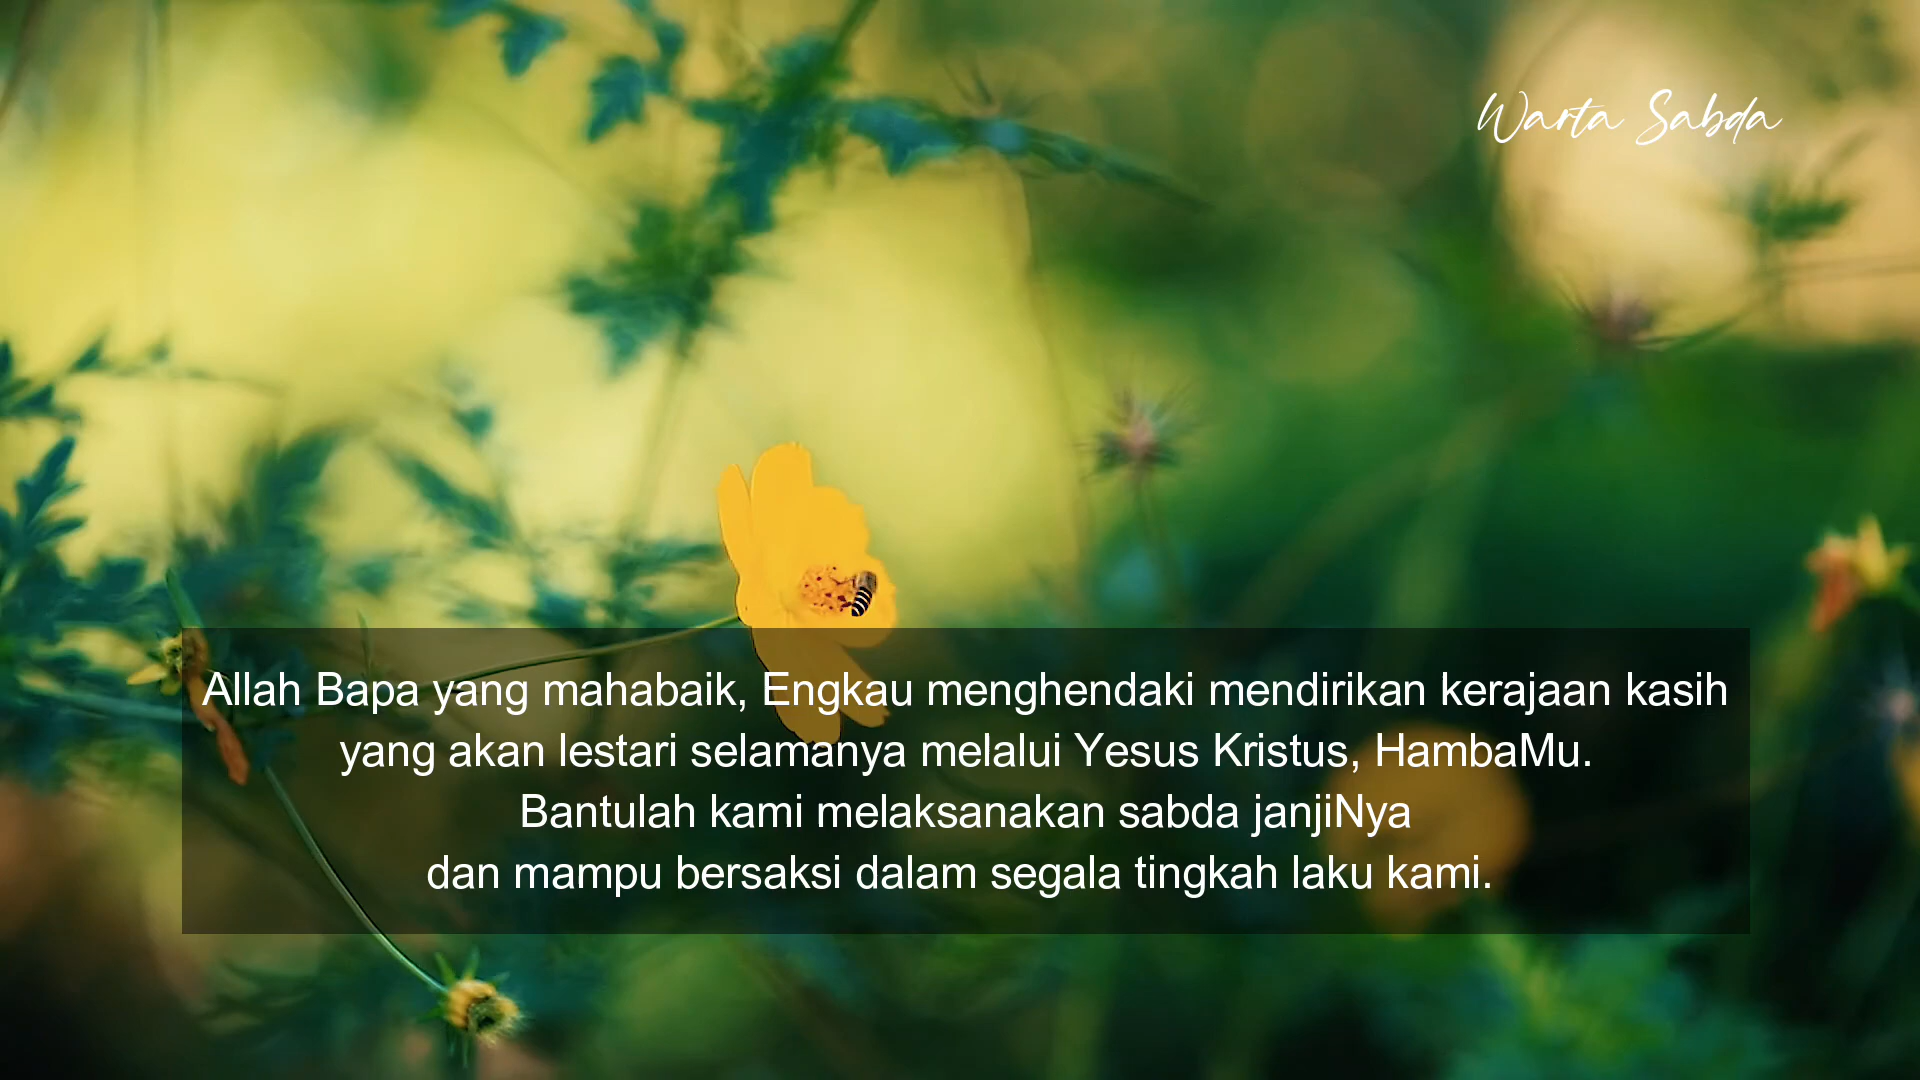 Warta Sabda
Allah Bapa yang mahabaik, Engkau menghendaki mendirikan kerajaan kasih
yang akan lestari selamanya melalui Yesus Kristus, HambaMu.
Bantulah kami melaksanakan sabda janjiNya
dan mampu bersaksi dalam segala tingkah laku kami.